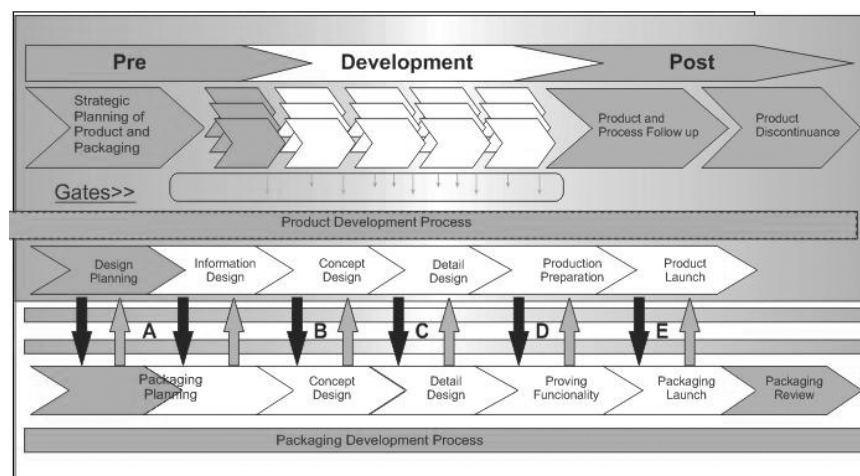 Pre Development Post
Strategic
Planning of
Product and
Packaging
Product and
Process Follow up
Product
Discontinuance
Gates>>
Product Development Process
Design
Planning
Information
Design
Concept
Design
Detail
Design
Production
Preparation
Product
Launch
A B C D E
Packaging
Planning
Concept
Design
Detail
Design
Proving
Funcionality
Packaging
Launch
Packaging
Review
Packaging Development Process